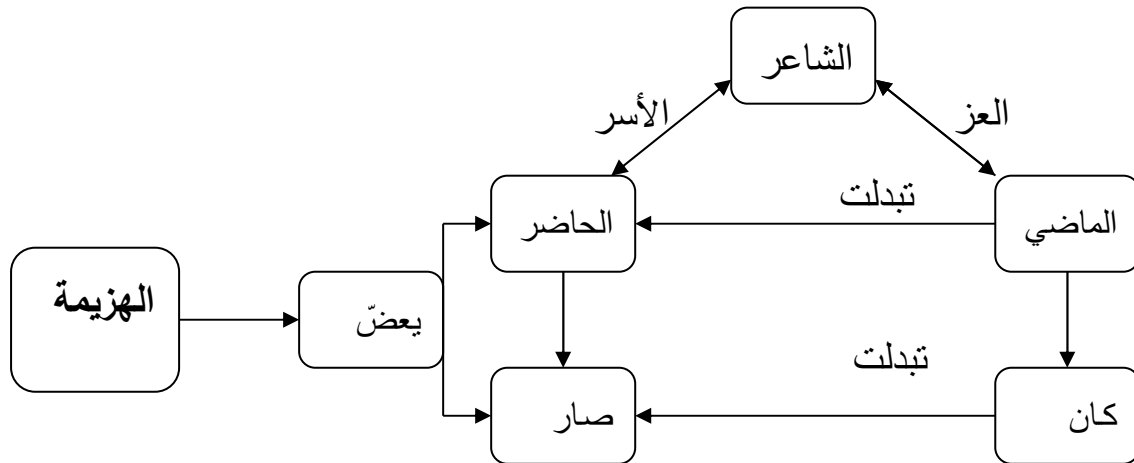 الشاعر
العز
الأسر
تبدلت
الماضي
الحاضر
الهزيمة
يعضّ
تبدلت
كان
صار